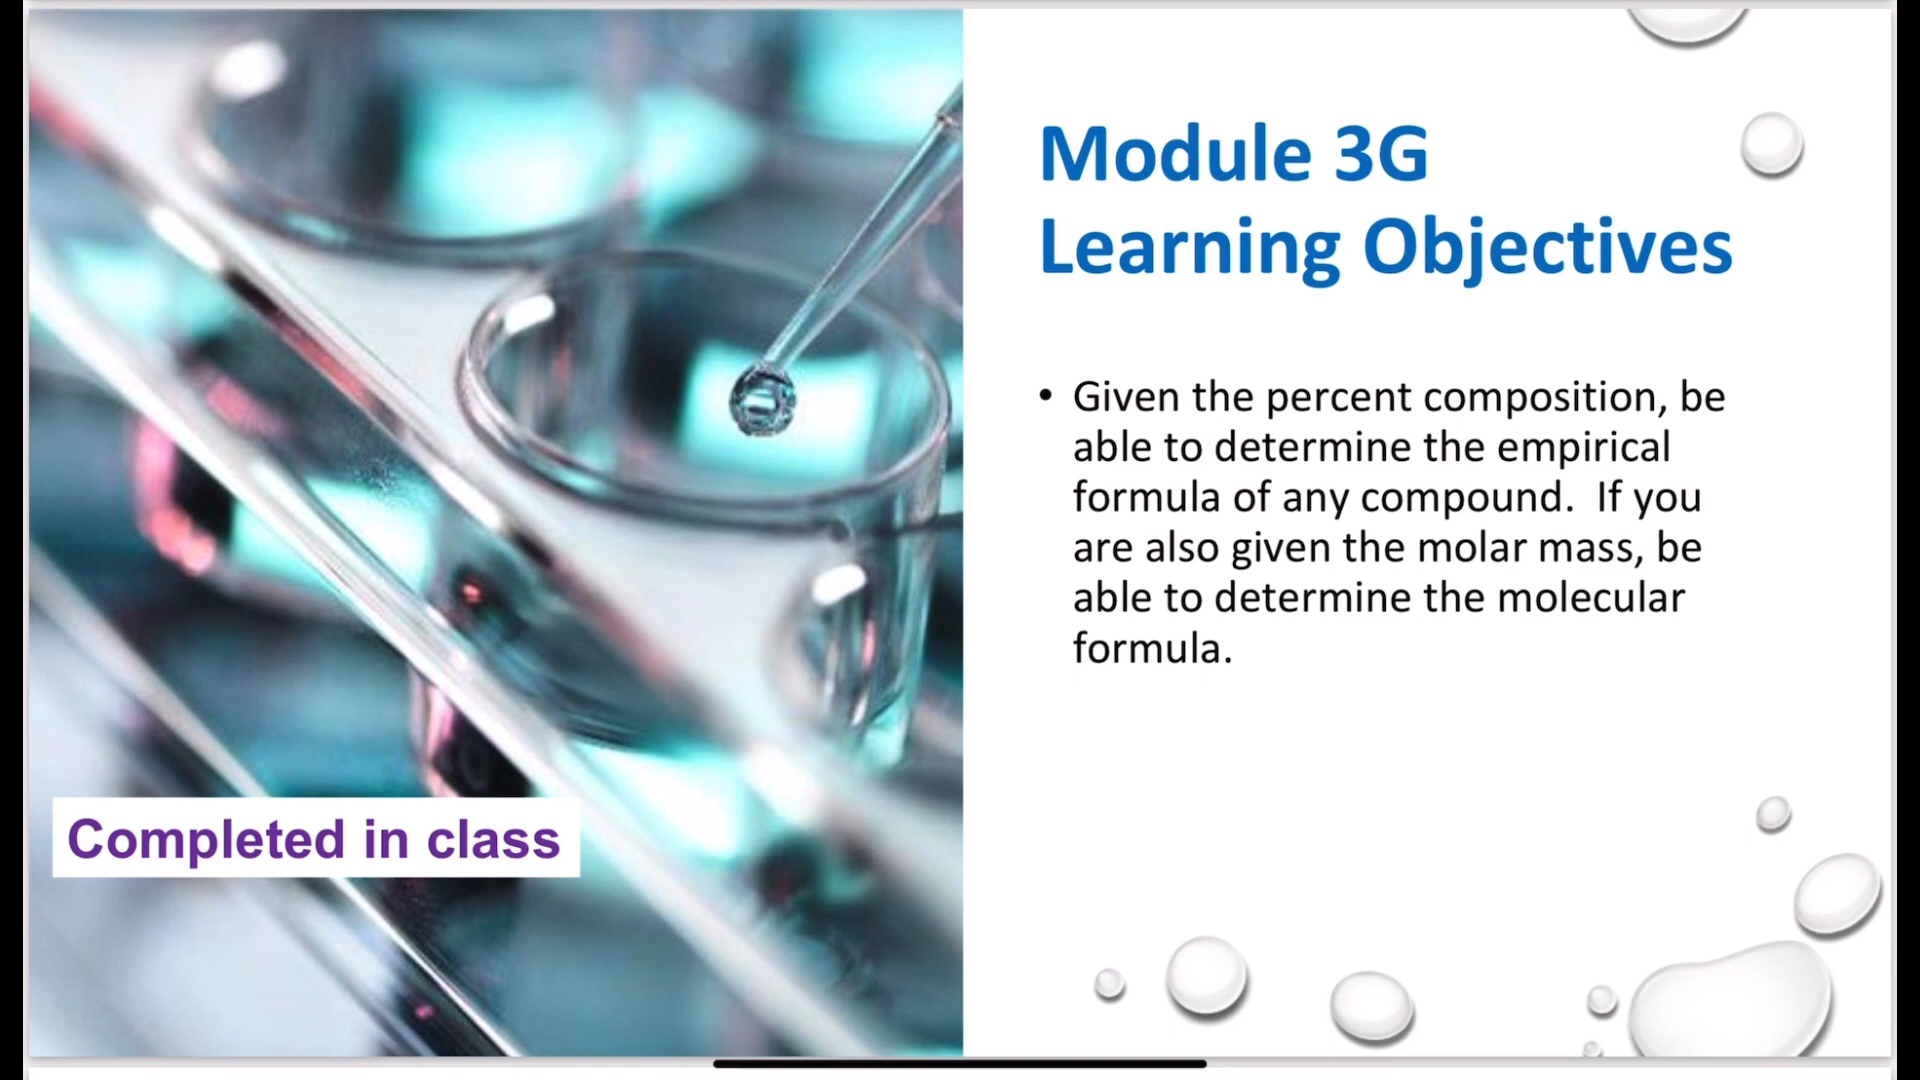 Module 3G
Learning Objectives
• Given the percent composition, be
able to determine the empirical
formula of any compound.  If you
are also given the molar mass, be
able to determine the molecular
formula.
Completed in class